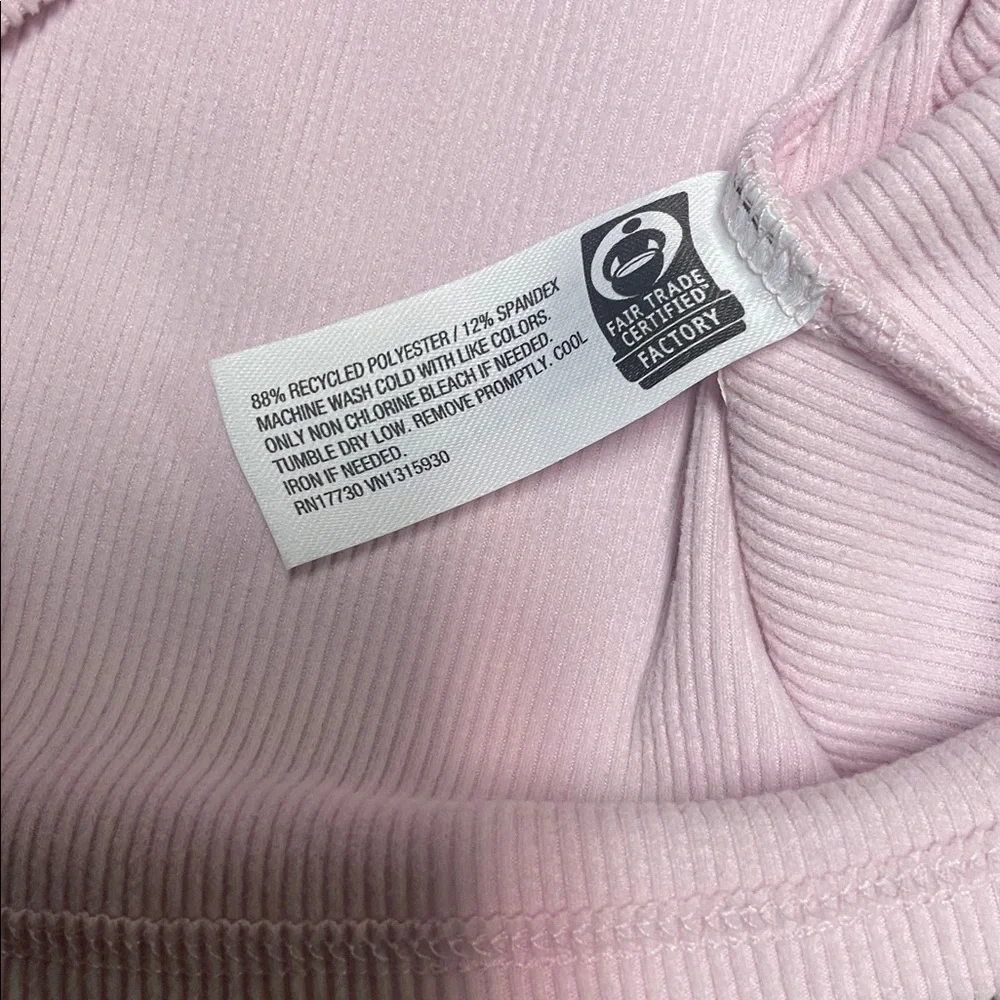 88% RECYCLED POLYESTER / 12% SPANDEX
MACHINE WASH COLD WITH LIKE COLORS.
ONLY NON CHLORINE BLEACH IF NEEDED.
TUMBLE DRY LOW. REMOVE PROMPTLY. COOL
IRON IF NEEDED.
RN17730 VN1315930
FAIR TRADE
CERTIFIED™
FACTORY